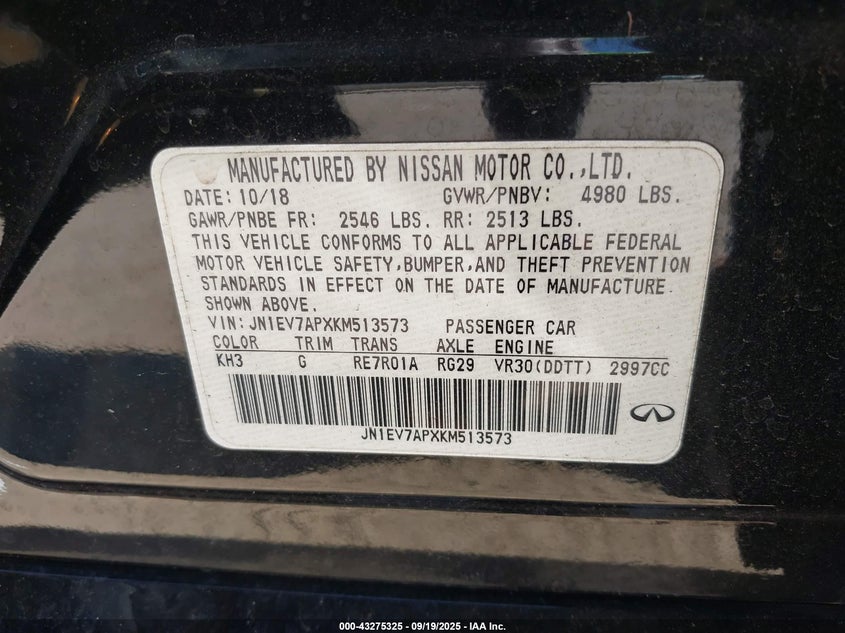 MANUFACTURED BY NISSAN MOTOR CO.,LTD.
DATE: 10/18 GVWR/PNBV: 4980 LBS.
GAWR/PNBE FR: 2546 LBS. RR: 2513 LBS.
THIS VEHICLE CONFORMS TO ALL APPLICABLE FEDERAL
MOTOR VEHICLE SAFETY,BUMPER,AND THEFT PREVENTION
STANDARDS IN EFFECT ON THE DATE OF MANUFACTURE
SHOWN ABOVE.
VIN: JN1EV7APXKM513573 PASSENGER CAR
COLOR TRIM TRANS AXLE ENGINE
KH3 G RE7R01A RG29 VR30(DDTT) 2997CC
JN1EV7APXKM513573
000-43275325 - 09/19/2025 - IAA Inc.